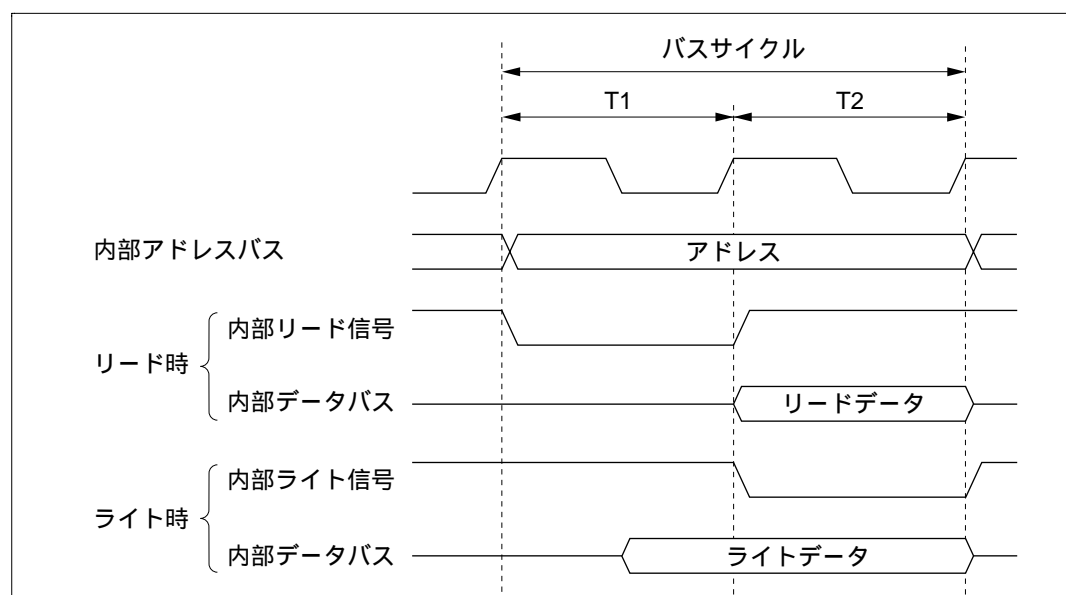 バスサイクル
T1
T2
内部アドレスバス
アドレス
リード時
内部リード信号
内部データバス
リードデータ
ライト時
内部ライト信号
内部データバス
ライトデータ